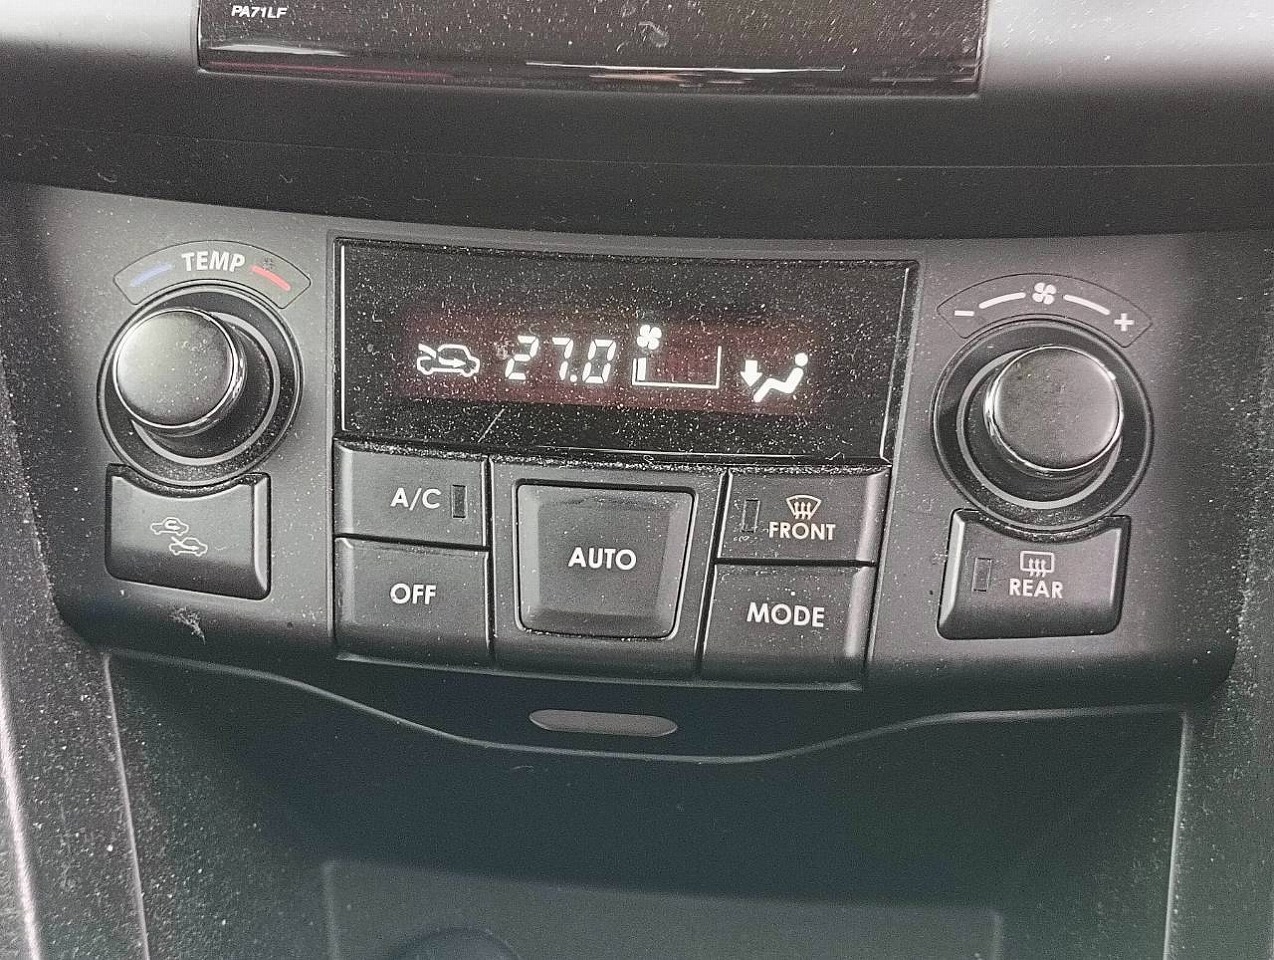 PA71LF
TEMP
27.0
- +
A/C
AUTO
FRONT
OFF
MODE
REAR